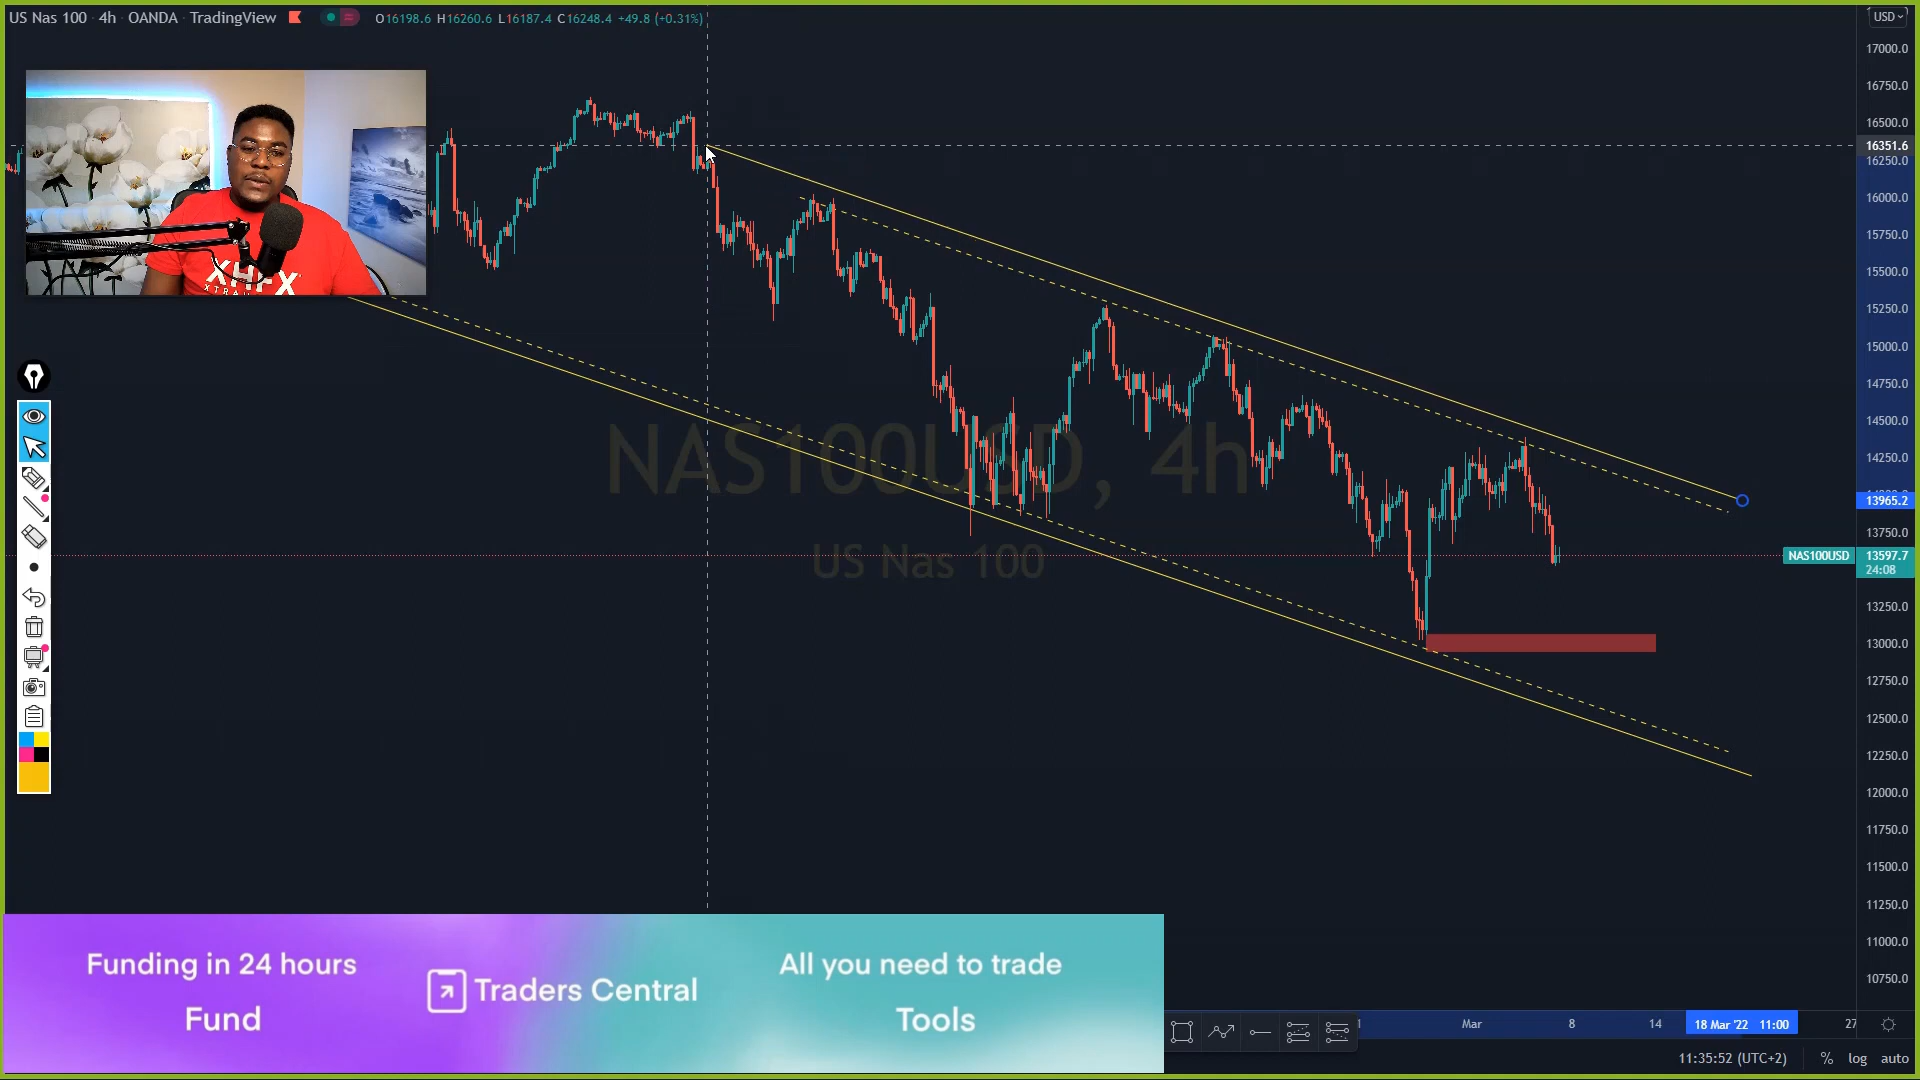 US Nas 100 · 4h · OANDA · TradingView
O16198.6 H16260.6 L16187.4 C16248.4 +49.8 (+0.31%)
USD
17000.0
16750.0
16500.0
16351.6
16250.0
16000.0
15750.0
15500.0
15250.0
15000.0
14750.0
14500.0
14250.0
13965.2
13750.0
NAS100USD 13597.7
24:08
13250.0
13000.0
12750.0
12500.0
12250.0
12000.0
11750.0
11500.0
11250.0
11000.0
10750.0
XHFX
NAS100USD, 4h
US Nas 100
Funding in 24 hours
Fund
Traders Central
All you need to trade
Tools
Mar 8 14 18 Mar '22 11:00 27
11:35:52 (UTC+2) % log auto